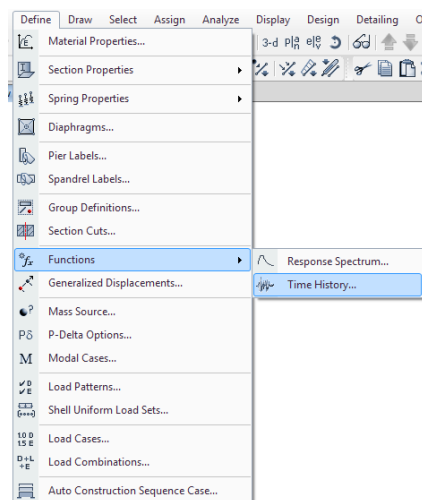 Define Draw Select Assign Analyze Display Design Detailing
3-d
Material Properties...
Section Properties
Spring Properties
Diaphragms...
Pier Labels...
Spandrel Labels...
Group Definitions...
Section Cuts...
Functions
Response Spectrum...
Generalized Displacements...
Time History...
Mass Source...
Pδ P-Delta Options...
M Modal Cases...
Load Patterns...
Shell Uniform Load Sets...
Load Cases...
Load Combinations...
Auto Construction Sequence Case...